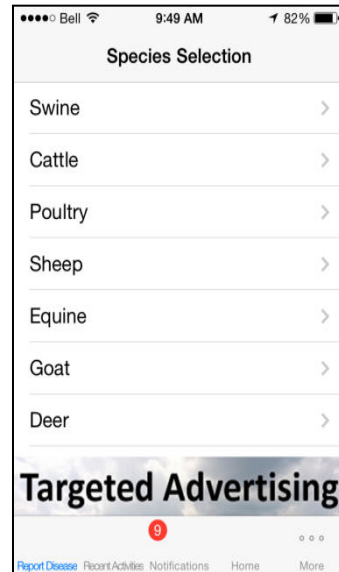 Bell 9:49 AM 82%
Species Selection
Swine
Cattle
Poultry
Sheep
Equine
Goat
Deer
Targeted Advertising
9
Report Disease Recent Activities Notifications Home More